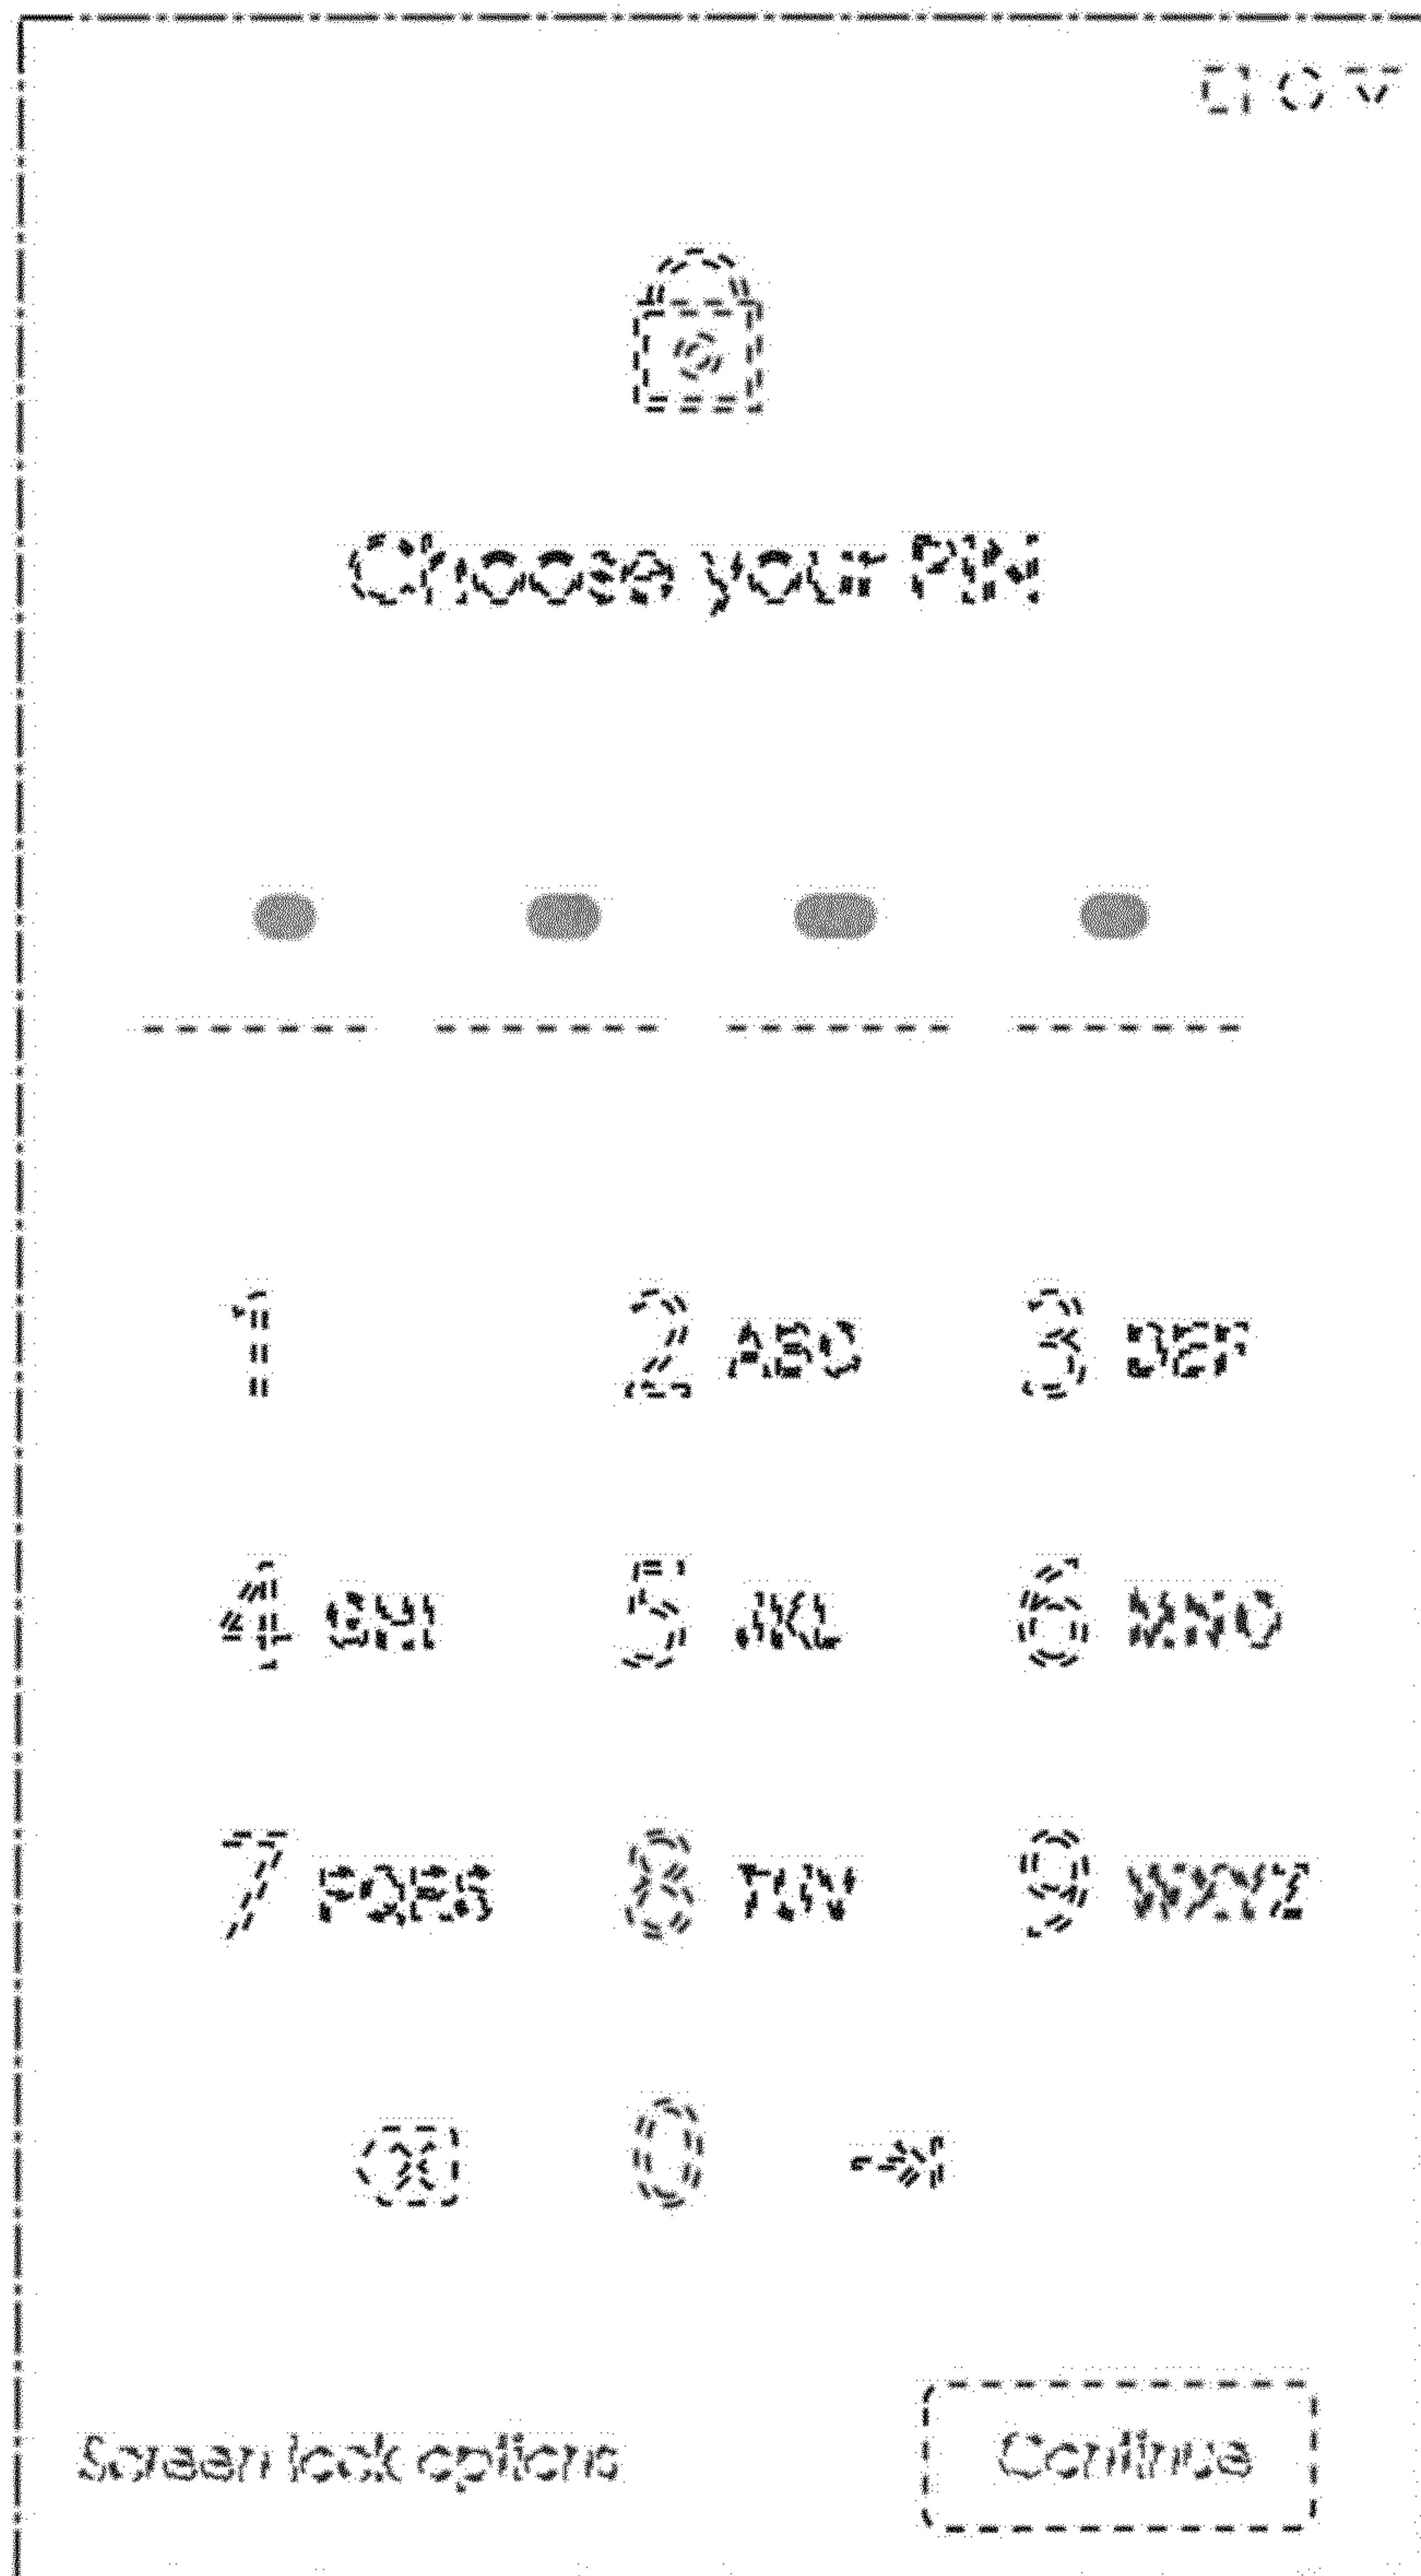 Choose your PIN
1 2 ABC 3 DEF
4 GHI 5 JKL 6 MNO
7 PQRS 8 TUV 9 WXYZ
0
Screen lock options Continue